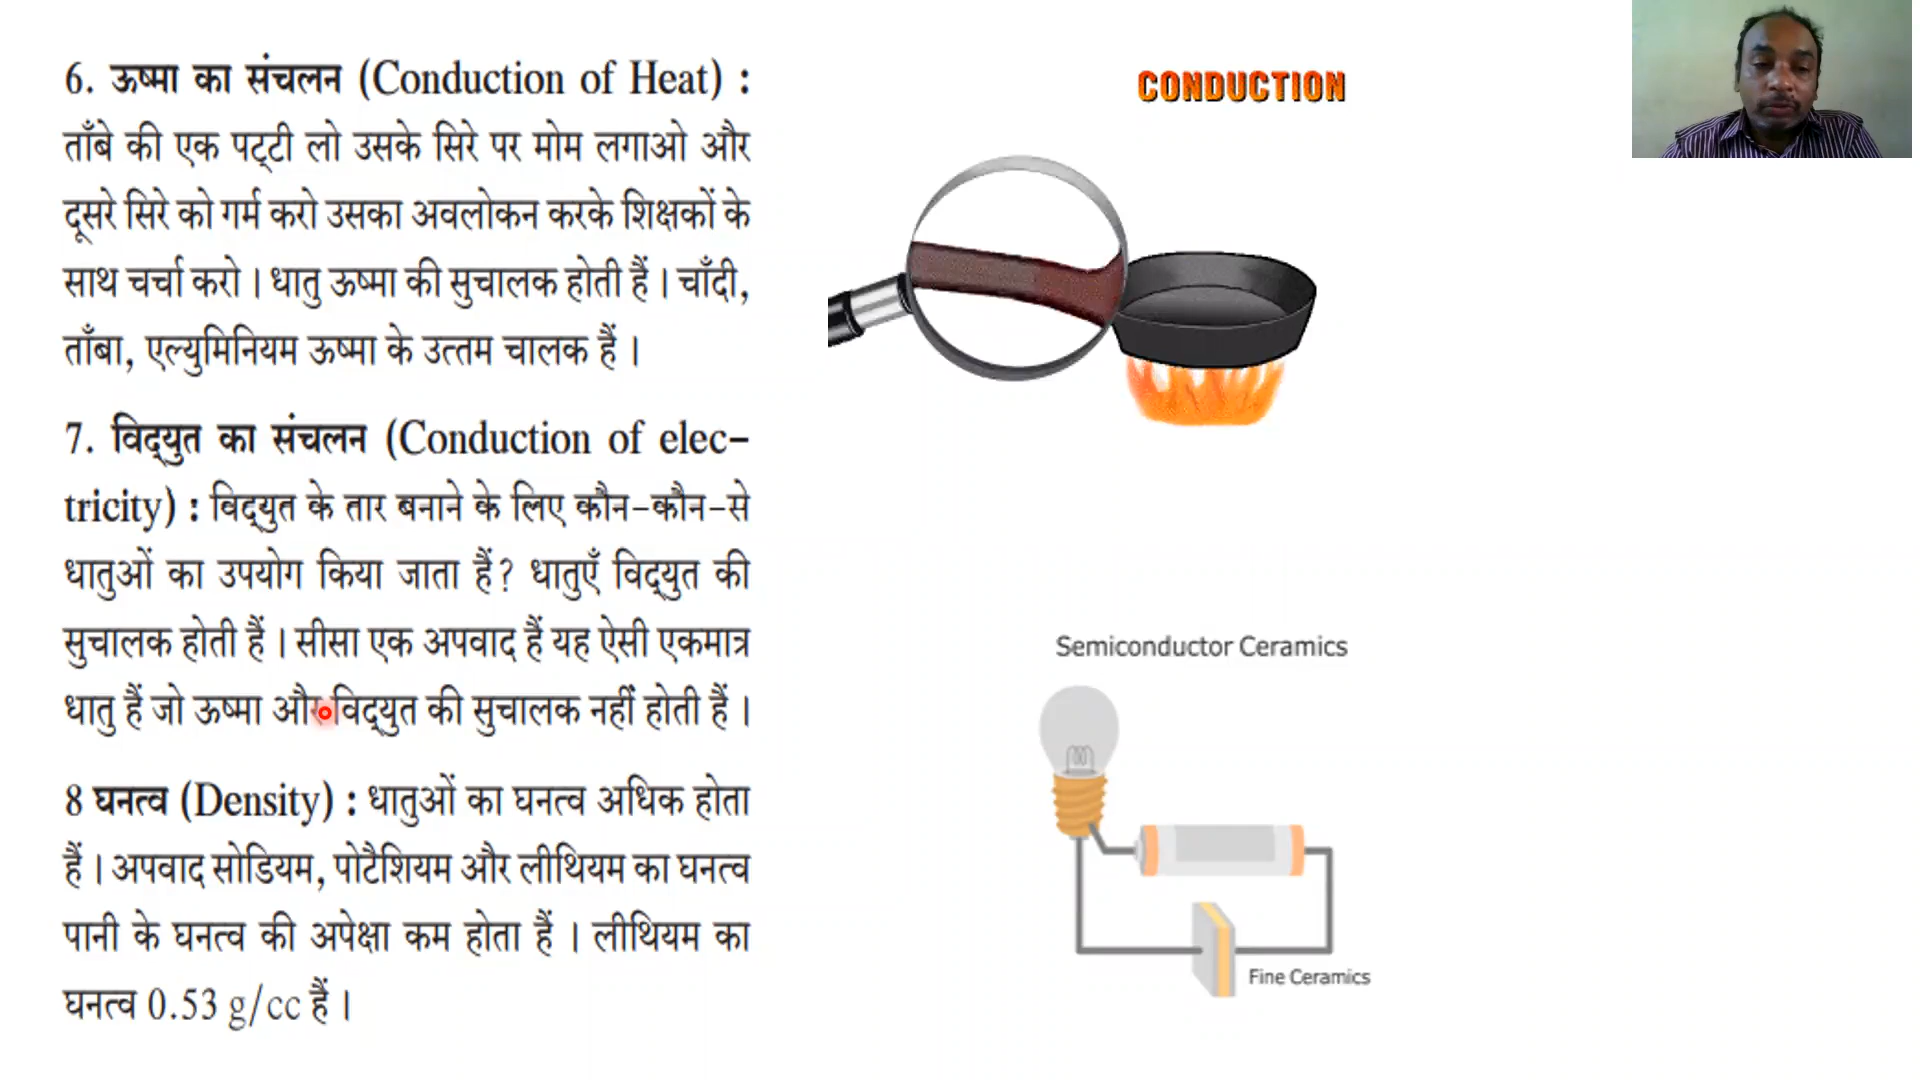 6. ऊष्मा का संचलन (Conduction of Heat) :
ताँबे की एक पट्टी लो उसके सिरे पर मोम लगाओ और
दूसरे सिरे को गर्म करो उसका अवलोकन करके शिक्षकों के
साथ चर्चा करो । धातु ऊष्मा की सुचालक होती हैं । चाँदी,
ताँबा, एल्युमिनियम ऊष्मा के उत्तम चालक हैं ।
7. विद्युत का संचलन (Conduction of elec-
tricity) : विद्युत के तार बनाने के लिए कौन-कौन-से
धातुओं का उपयोग किया जाता हैं? धातुएँ विद्युत की
सुचालक होती हैं । सीसा एक अपवाद हैं यह ऐसी एकमात्र
धातु हैं जो ऊष्मा और विद्युत की सुचालक नहीं होती हैं ।
8 घनत्व (Density) : धातुओं का घनत्व अधिक होता
हैं । अपवाद सोडियम, पोटैशियम और लीथियम का घनत्व
पानी के घनत्व की अपेक्षा कम होता हैं । लीथियम का
घनत्व 0.53 g/cc हैं ।
CONDUCTION
Semiconductor Ceramics
Fine Ceramics